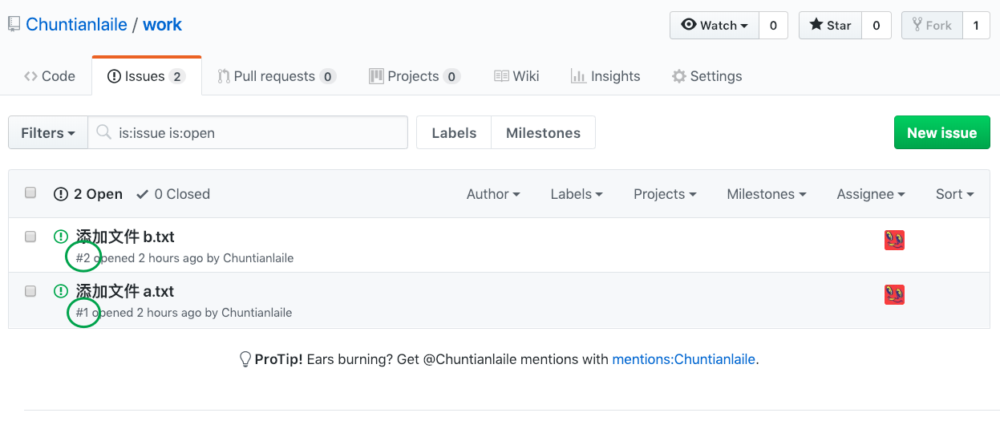 Chuntianlaile / work
Watch 0 Star 0 Fork 1
Code Issues 2 Pull requests 0 Projects 0 Wiki Insights Settings
Filters is:issue is:open Labels Milestones New issue
2 Open 0 Closed Author Labels Projects Milestones Assignee Sort
添加文件 b.txt
#2 opened 2 hours ago by Chuntianlaile
添加文件 a.txt
#1 opened 2 hours ago by Chuntianlaile
ProTip! Ears burning? Get @Chuntianlaile mentions with mentions:Chuntianlaile.